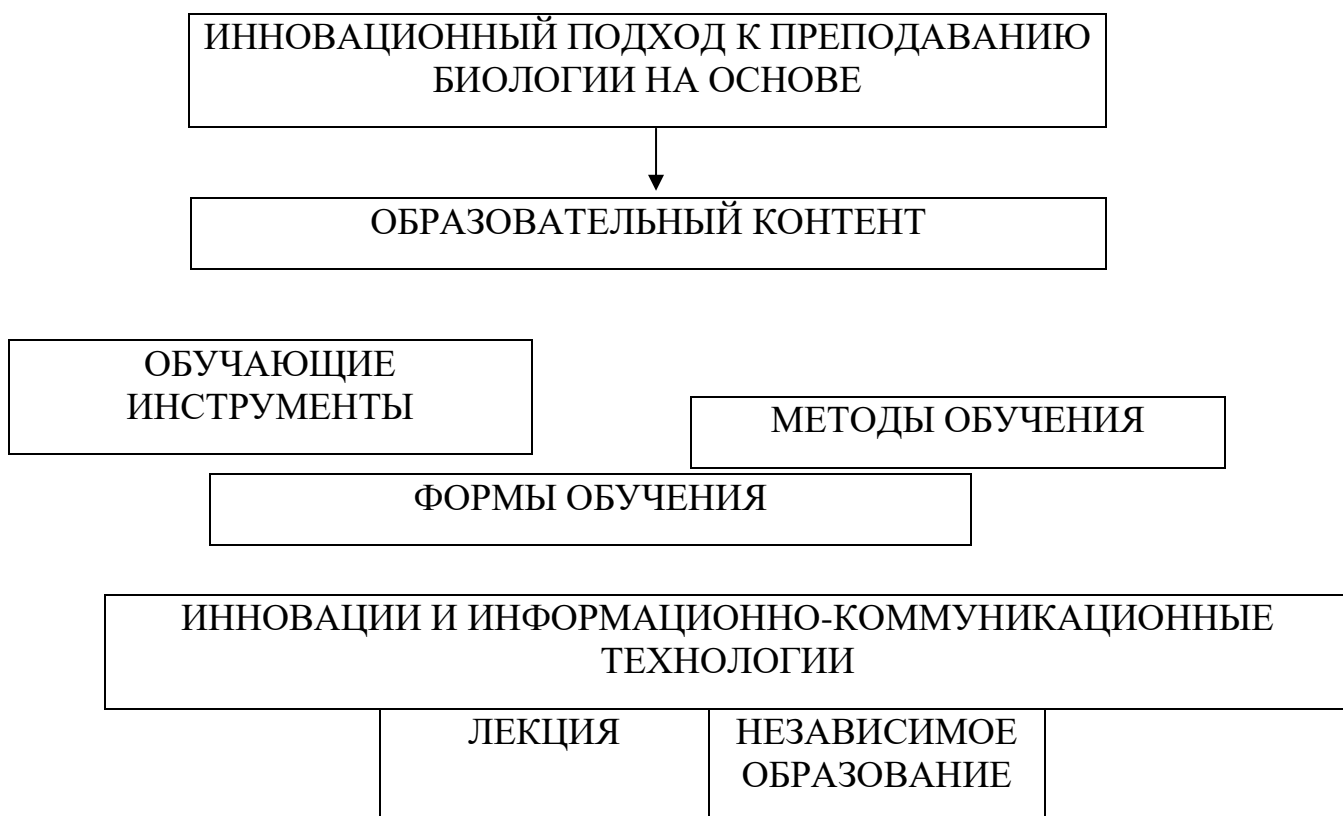 ИННОВАЦИОННЫЙ ПОДХОД К ПРЕПОДАВАНИЮ
БИОЛОГИИ НА ОСНОВЕ
ОБРАЗОВАТЕЛЬНЫЙ КОНТЕНТ
ОБУЧАЮЩИЕ
ИНСТРУМЕНТЫ
МЕТОДЫ ОБУЧЕНИЯ
ФОРМЫ ОБУЧЕНИЯ
ИННОВАЦИИ И ИНФОРМАЦИОННО-КОММУНИКАЦИОННЫЕ
ТЕХНОЛОГИИ
ЛЕКЦИЯ
НЕЗАВИСИМОЕ
ОБРАЗОВАНИЕ